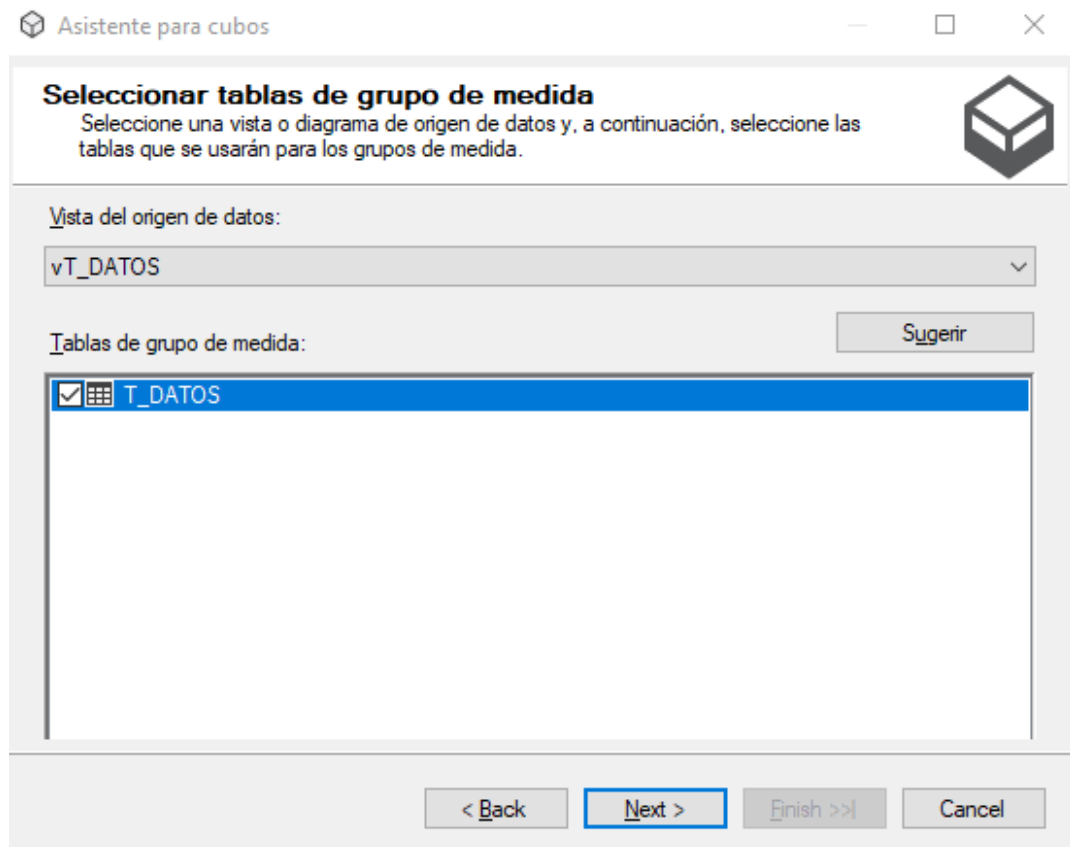 Asistente para cubos
Seleccionar tablas de grupo de medida
Seleccione una vista o diagrama de origen de datos y, a continuación, seleccione las
tablas que se usarán para los grupos de medida.
Vista del origen de datos:
vT_DATOS
Sugerir
Tablas de grupo de medida:
T_DATOS
< Back
Next >
Finish >>|
Cancel